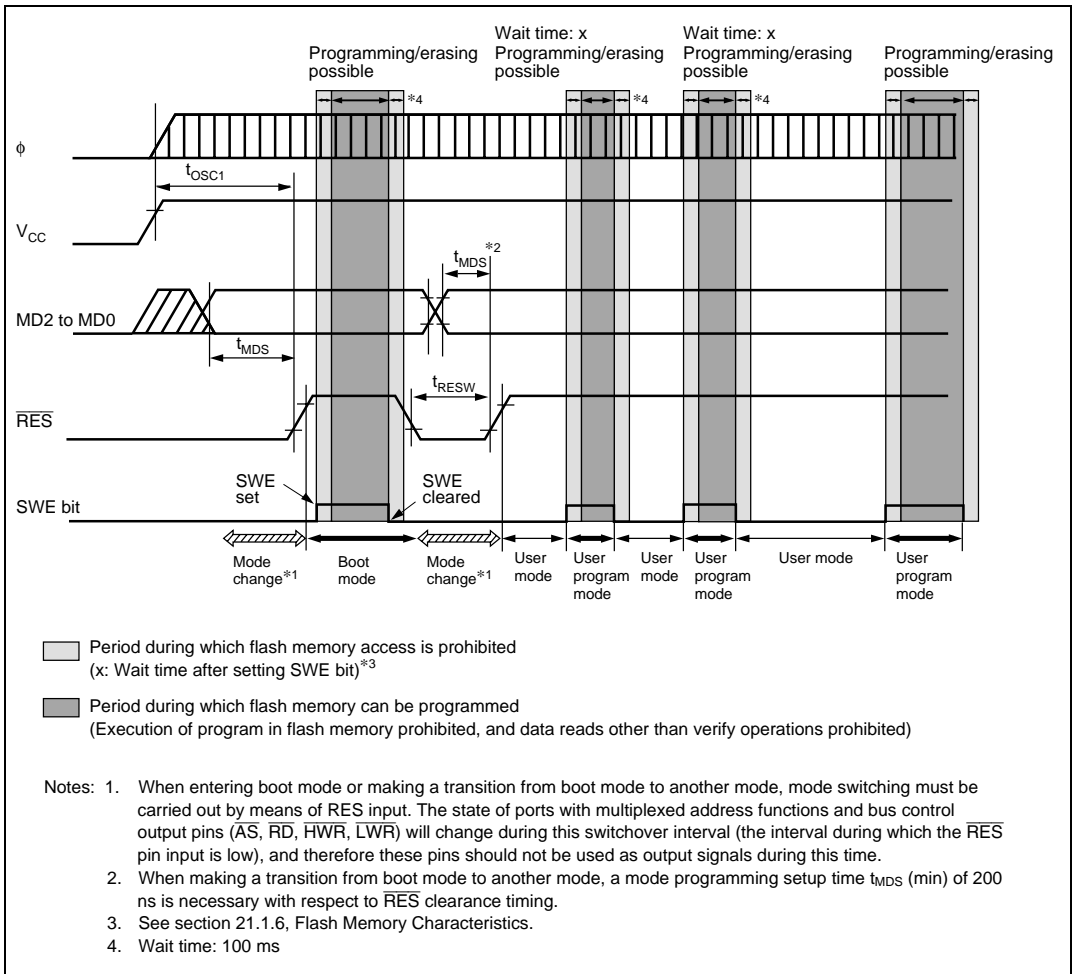 Wait time: x Wait time: x
Programming/erasing Programming/erasing Programming/erasing Programming/erasing
possible possible possible possible
*4 *4 *4
φ
tOSC1
VCC
tMDS*2
MD2 to MD0
tMDS
tRESW
RES
SWE set
SWE cleared
SWE bit
Mode change*1
Boot mode
Mode change*1
User mode
User program mode
User mode
User program mode
User mode
User program mode
Period during which flash memory access is prohibited
(x: Wait time after setting SWE bit)*3
Period during which flash memory can be programmed
(Execution of program in flash memory prohibited, and data reads other than verify operations prohibited)
Notes: 1. When entering boot mode or making a transition from boot mode to another mode, mode switching must be
carried out by means of RES input. The state of ports with multiplexed address functions and bus control
output pins (AS, RD, HWR, LWR) will change during this switchover interval (the interval during which the RES
pin input is low), and therefore these pins should not be used as output signals during this time.
2. When making a transition from boot mode to another mode, a mode programming setup time tMDS (min) of 200
ns is necessary with respect to RES clearance timing.
3. See section 21.1.6, Flash Memory Characteristics.
4. Wait time: 100 ms